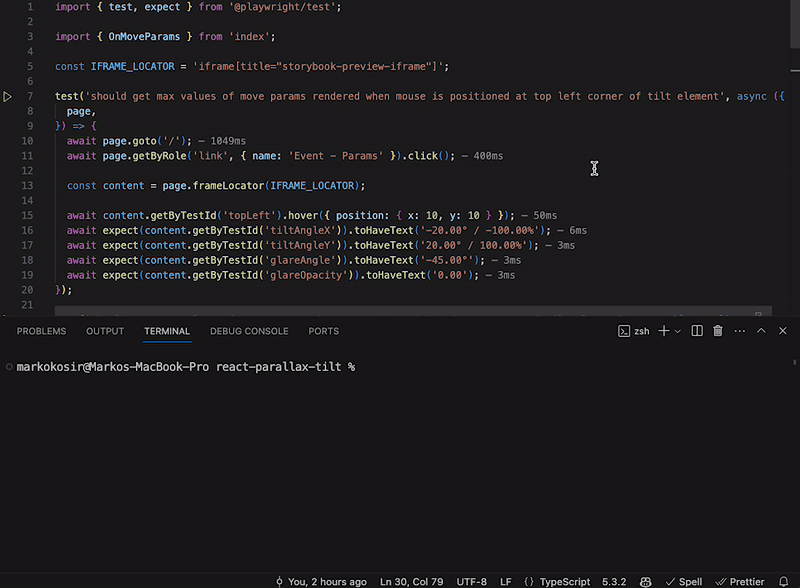 1 import { test, expect } from '@playwright/test';
2
3 import { OnMoveParams } from 'index';
4
5 const IFRAME_LOCATOR = 'iframe[title="storybook-preview-iframe"]';
6
7 test('should get max values of move params rendered when mouse is positioned at top left corner of tilt element', async ({
8 page,
9 }) => {
10 await page.goto('/'); — 1049ms
11 await page.getByRole('link', { name: 'Event - Params' }).click(); — 400ms
12
13 const content = page.frameLocator(IFRAME_LOCATOR);
14
15 await content.getByTestId('topLeft').hover({ position: { x: 10, y: 10 } }); — 50ms
16 await expect(content.getByTestId('tiltAngleX')).toHaveText('-20.00° / -100.00%'); — 6ms
17 await expect(content.getByTestId('tiltAngleY')).toHaveText('20.00° / 100.00%'); — 3ms
18 await expect(content.getByTestId('glareAngle')).toHaveText('-45.00°'); — 3ms
19 await expect(content.getByTestId('glareOpacity')).toHaveText('0.00'); — 3ms
20 });
21
PROBLEMS OUTPUT TERMINAL DEBUG CONSOLE PORTS zsh
markokosir@Markos-MacBook-Pro react-parallax-tilt %
You, 2 hours ago Ln 30, Col 79 UTF-8 LF {} TypeScript 5.3.2 Spell Prettier